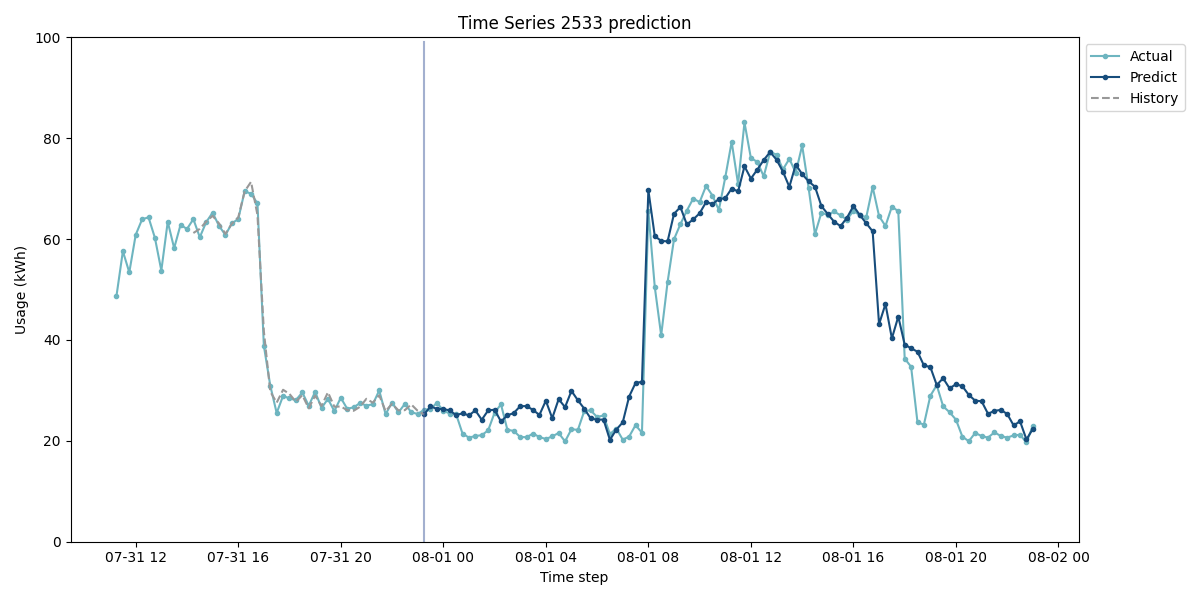 Time Series 2533 prediction
Usage (kWh)
100
80
60
40
20
0
07-31 12
07-31 16
07-31 20
08-01 00
08-01 04
08-01 08
08-01 12
08-01 16
08-01 20
08-02 00
Time step
Actual
Predict
History